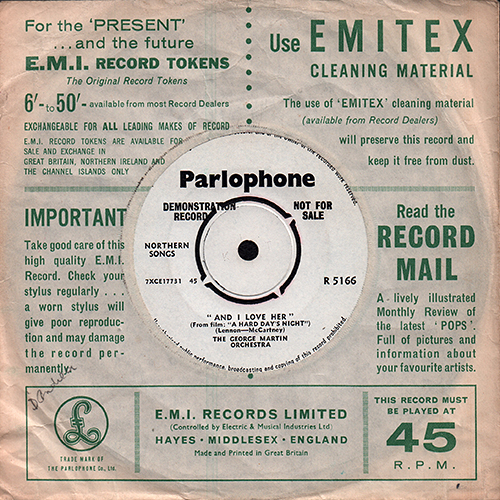 For the 'PRESENT'
...and the future
E.M.I. RECORD TOKENS
The Original Record Tokens
6'- to 50'- available from most Record Dealers
EXCHANGEABLE FOR ALL LEADING MAKES OF RECORD
E.M.I. RECORD TOKENS ARE AVAILABLE FOR
SALE AND EXCHANGE IN
GREAT BRITAIN, NORTHERN IRELAND AND
THE CHANNEL ISLANDS ONLY
Use EMITEX
CLEANING MATERIAL
The use of 'EMITEX' cleaning material
(available from Record Dealers)
will preserve this record and
keep it free from dust.
Parlophone
DEMONSTRATION
RECORD
NOT FOR
SALE
NORTHERN
SONGS
7XCE17731 45
R 5166
"AND I LOVE HER"
(From film: "A HARD DAY'S NIGHT")
(Lennon—McCartney)
THE GEORGE MARTIN
ORCHESTRA
public performance, broadcasting and copying of this record prohibited.
IMPORTANT
Take good care of this
high quality E.M.I.
Record. Check your
stylus regularly . . .
a worn stylus will
give poor reproduc-
tion and may damage
the record per-
manently.
Read the
RECORD
MAIL
A - lively illustrated
Monthly Review of
the latest 'POPS'.
Full of pictures and
information about
your favourite artists.
TRADE MARK OF
THE PARLOPHONE Co., Ltd.
E.M.I. RECORDS LIMITED
(Controlled by Electric & Musical Industries Ltd)
HAYES • MIDDLESEX • ENGLAND
Made and Printed in Great Britain
THIS RECORD MUST
BE PLAYED AT
45
R.P.M.